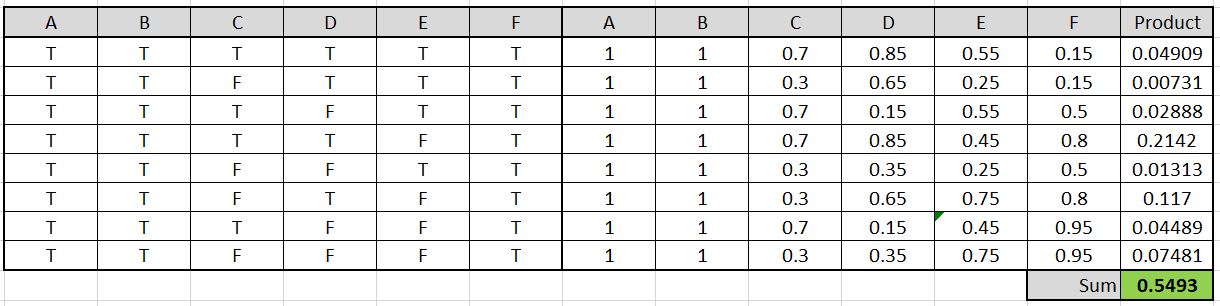 A B C D E F A B C D E F Product
T T T T T T 1 1 0.7 0.85 0.55 0.15 0.04909
T T F T T T 1 1 0.3 0.65 0.25 0.15 0.00731
T T T F T T 1 1 0.7 0.15 0.55 0.5 0.02888
T T T T F T 1 1 0.7 0.85 0.45 0.8 0.2142
T T F F T T 1 1 0.3 0.35 0.25 0.5 0.01313
T T F T F T 1 1 0.3 0.65 0.75 0.8 0.117
T T T F F T 1 1 0.7 0.15 0.45 0.95 0.04489
T T F F F T 1 1 0.3 0.35 0.75 0.95 0.07481
Sum 0.5493